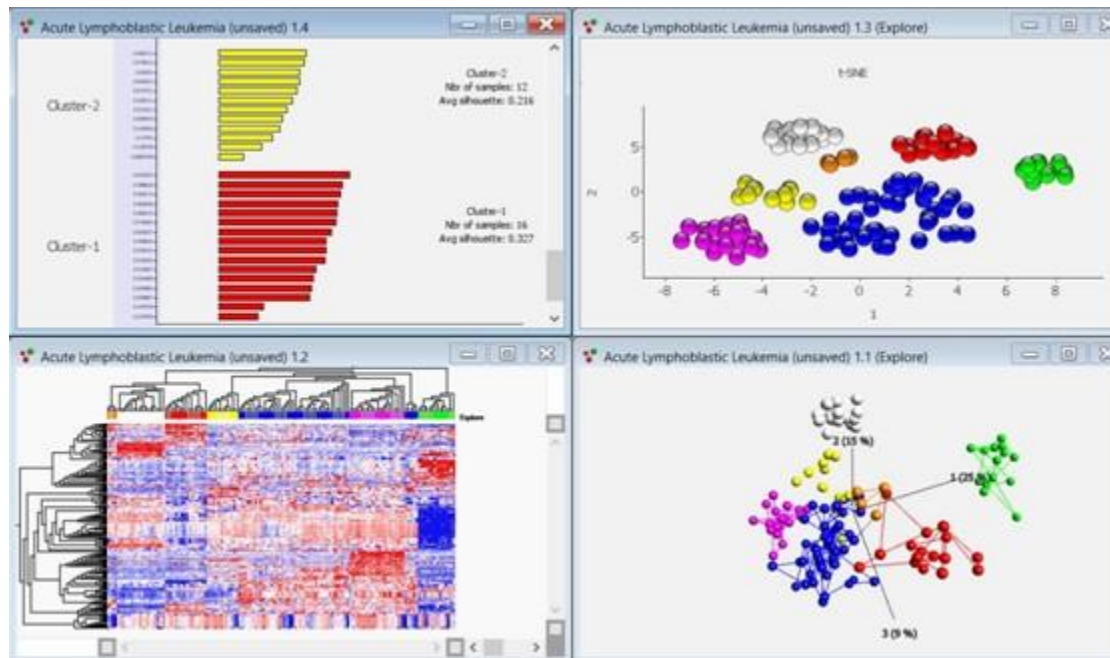 Acute Lymphoblastic Leukemia (unsaved) 1.4
Cluster-2
Cluster-2
Nbr of samples: 12
Avg silhouette: 0.216
Cluster-1
Cluster-1
Nbr of samples: 16
Avg silhouette: 0.327
Acute Lymphoblastic Leukemia (unsaved) 1.3 (Explore)
t-SNE
5
0
-5
2
-8
-6
-4
-2
0
2
4
6
8
1
Acute Lymphoblastic Leukemia (unsaved) 1.2
Explore
Acute Lymphoblastic Leukemia (unsaved) 1.1 (Explore)
2 (15 %)
1 (25 %)
3 (9 %)